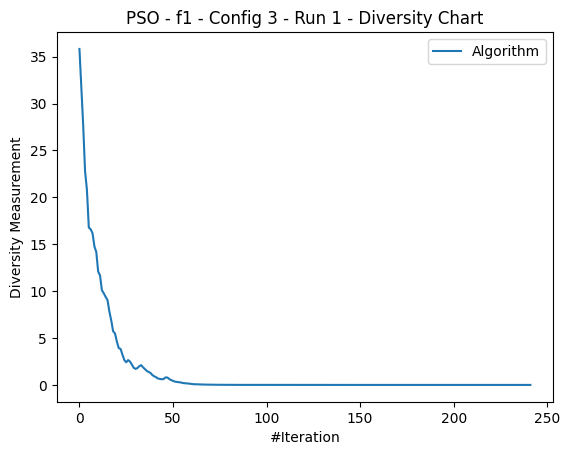 PSO - f1 - Config 3 - Run 1 - Diversity Chart
Algorithm
Diversity Measurement
35
30
25
20
15
10
5
0
0 50 100 150 200 250
#Iteration